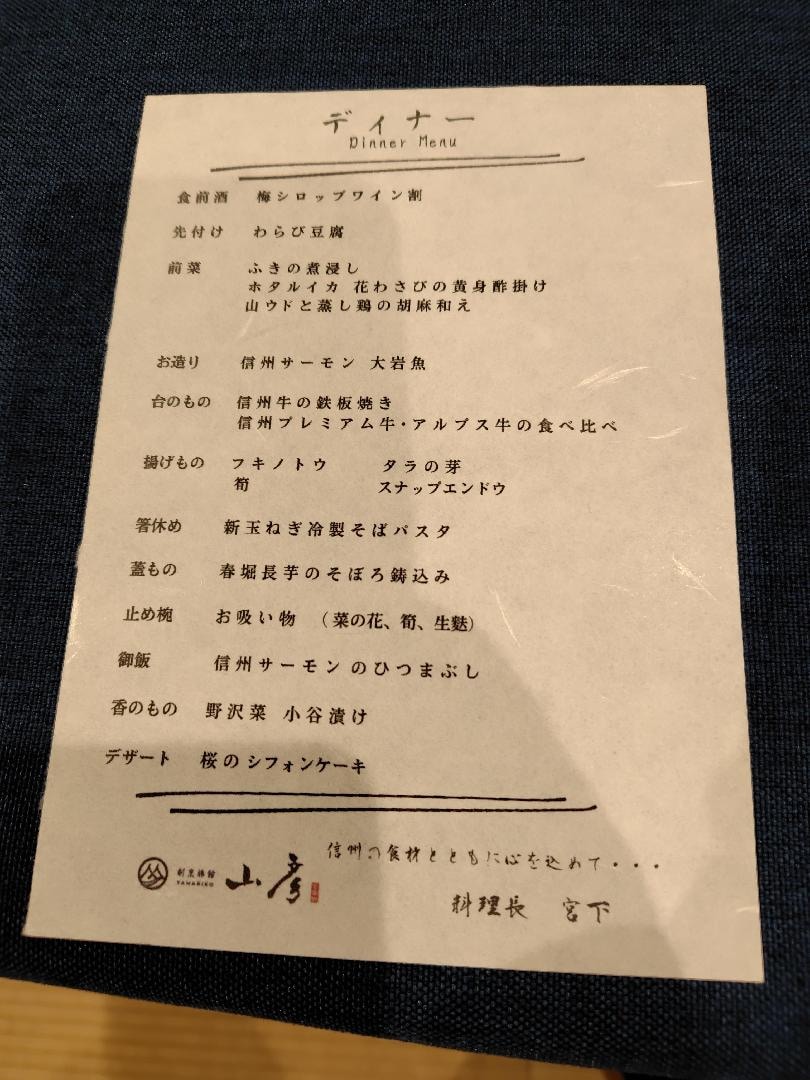 ディナー
Dinner Menu
食前酒 梅シロップワイン割
先付け わらび豆腐
前菜 ふきの煮浸し
ホタルイカ 花わさびの黄身酢掛け
山ウドと蒸し鶏の胡麻和え
お造り 信州サーモン 大岩魚
台のもの 信州牛の鉄板焼き
信州プレミアム牛・アルプス牛の食べ比べ
揚げもの フキノトウ タラの芽
筍 スナップエンドウ
箸休め 新玉ねぎ冷製そばパスタ
蓋もの 春堀長芋のそぼろ鋳込み
止め椀 お吸い物 (菜の花、筍、生麩)
御飯 信州サーモンのひつまぶし
香のもの 野沢菜 小谷漬け
デザート 桜のシフォンケーキ
信州の食材とともに心を込めて・・・
割烹旅館 山彦
YAMABIKO
料理長 宮下